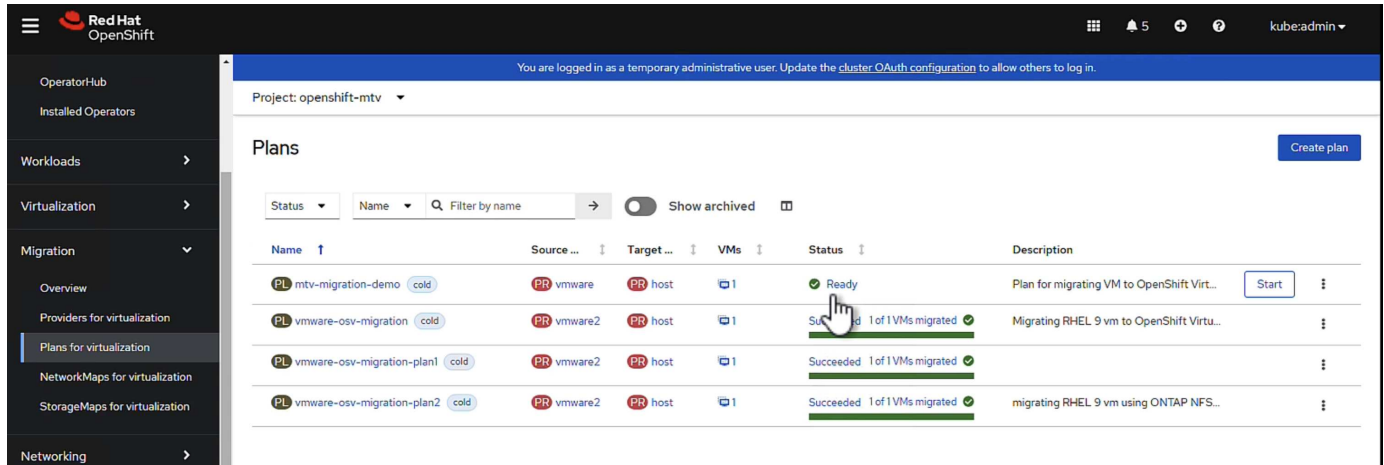 Red Hat
OpenShift
5
kube:admin
You are logged in as a temporary administrative user. Update the cluster OAuth configuration to allow others to log in.
OperatorHub
Installed Operators
Workloads
Virtualization
Migration
Overview
Providers for virtualization
Plans for virtualization
NetworkMaps for virtualization
StorageMaps for virtualization
Networking
Project: openshift-mtv
Plans
Create plan
Status Name Filter by name Show archived
Name Source ... Target ... VMs Status Description
PL mtv-migration-demo cold PR vmware PR host 1 Ready Plan for migrating VM to OpenShift Virt... Start
PL vmware-osv-migration cold PR vmware2 PR host 1 1 of 1 VMs migrated Migrating RHEL 9 vm to OpenShift Virtu...
PL vmware-osv-migration-plan1 cold PR vmware2 PR host 1 Succeeded 1 of 1 VMs migrated
PL vmware-osv-migration-plan2 cold PR vmware2 PR host 1 Succeeded 1 of 1 VMs migrated migrating RHEL 9 vm using ONTAP NFS...